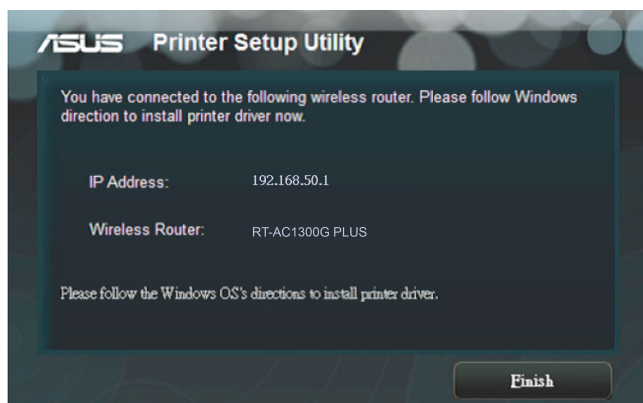 ASUS Printer Setup Utility
You have connected to the following wireless router. Please follow Windows
direction to install printer driver now.
IP Address: 192.168.50.1
Wireless Router: RT-AC1300G PLUS
Please follow the Windows OS's directions to install printer driver.
Finish